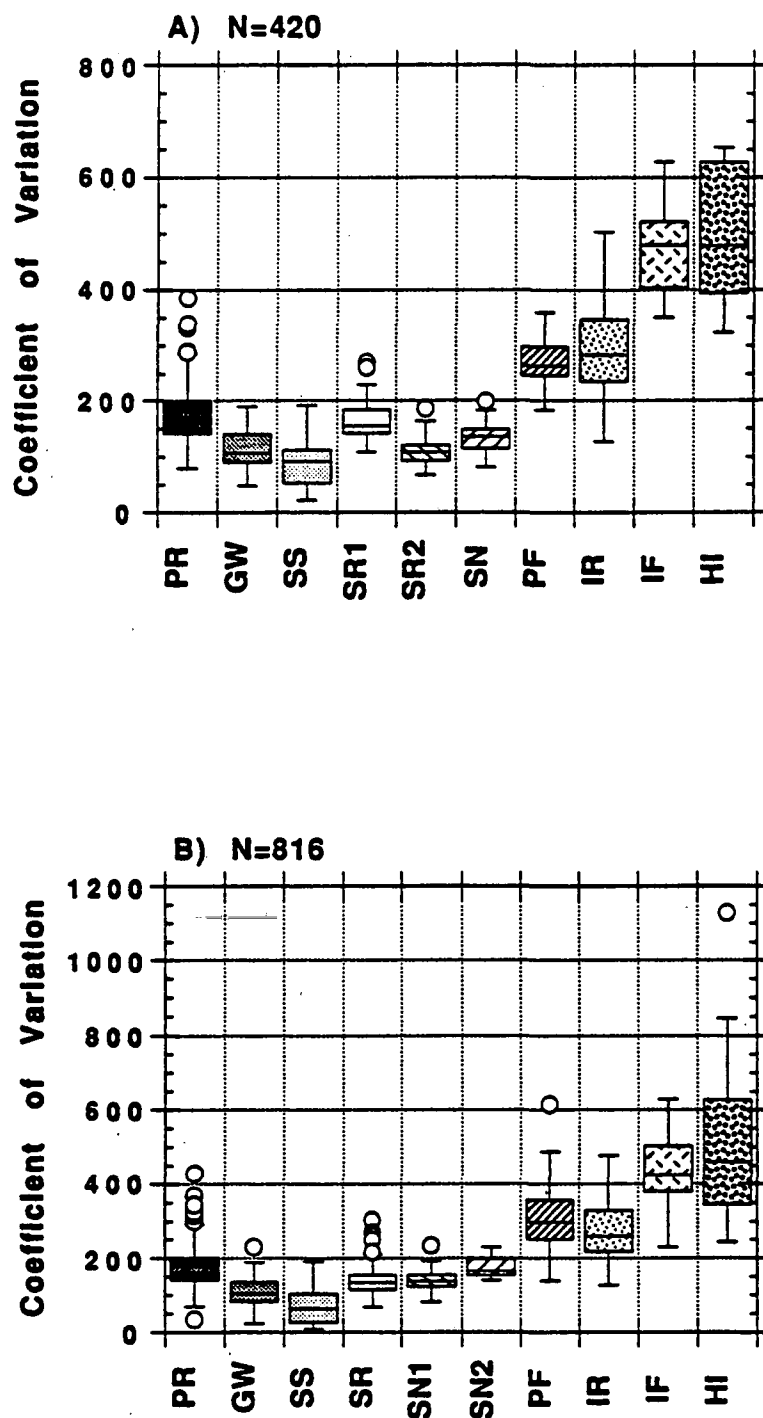 A) N=420
Coefficient of Variation
800
600
400
200
0
PR GW SS SR1 SR2 SN PF IR IF HI
B) N=816
Coefficient of Variation
1200
1000
800
600
400
200
0
PR GW SS SR SN1 SN2 PF IR IF HI